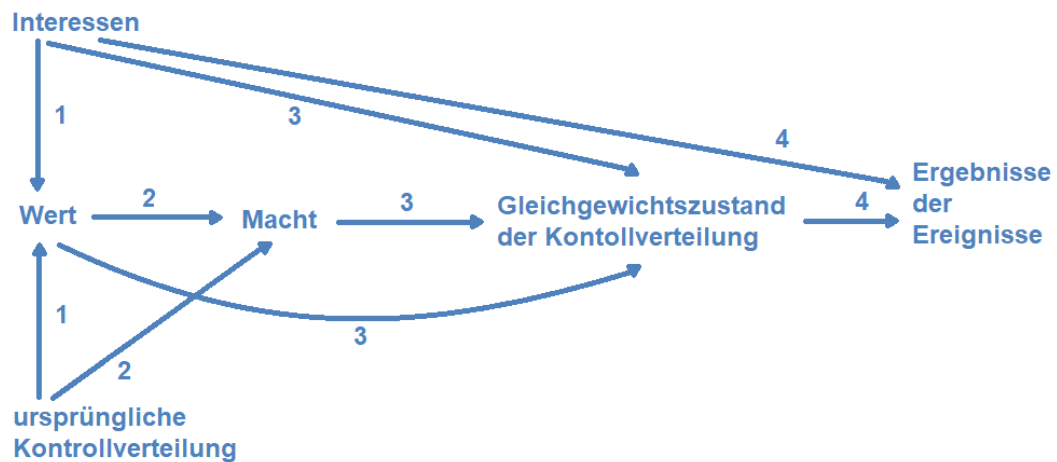 Interessen
1
3
4
Wert
2
Macht
3
Gleichgewichtszustand
der Kontollverteilung
4
Ergebnisse
der
Ereignisse
1
2
3
ursprüngliche
Kontrollverteilung